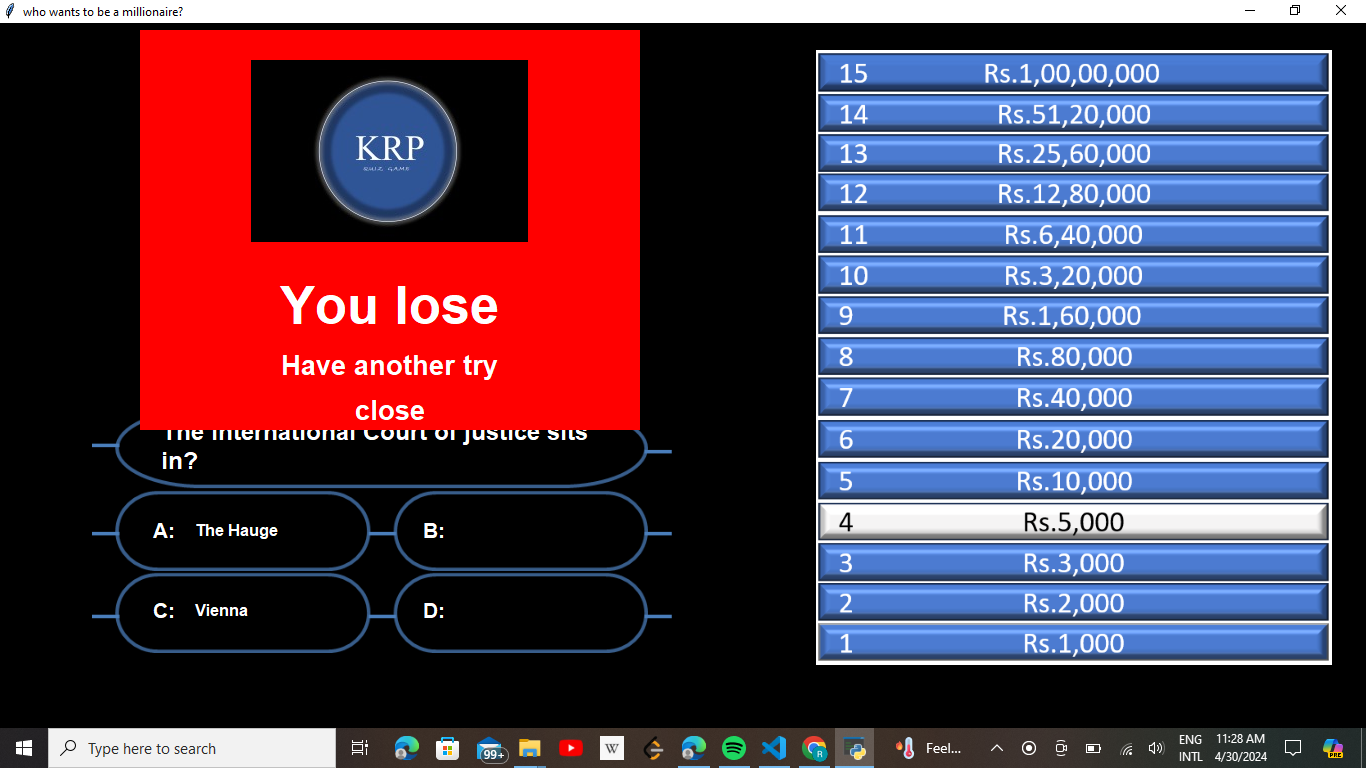 who wants to be a millionaire?
KRP
QUIZ GAME
You lose
Have another try
close
The International Court of justice sits
in?
A: The Hauge
B:
C: Vienna
D:
15 Rs.1,00,00,000
14 Rs.51,20,000
13 Rs.25,60,000
12 Rs.12,80,000
11 Rs.6,40,000
10 Rs.3,20,000
9 Rs.1,60,000
8 Rs.80,000
7 Rs.40,000
6 Rs.20,000
5 Rs.10,000
4 Rs.5,000
3 Rs.3,000
2 Rs.2,000
1 Rs.1,000
Type here to search
99+
W
R
Feel...
ENG
INTL
11:28 AM
4/30/2024
PRE